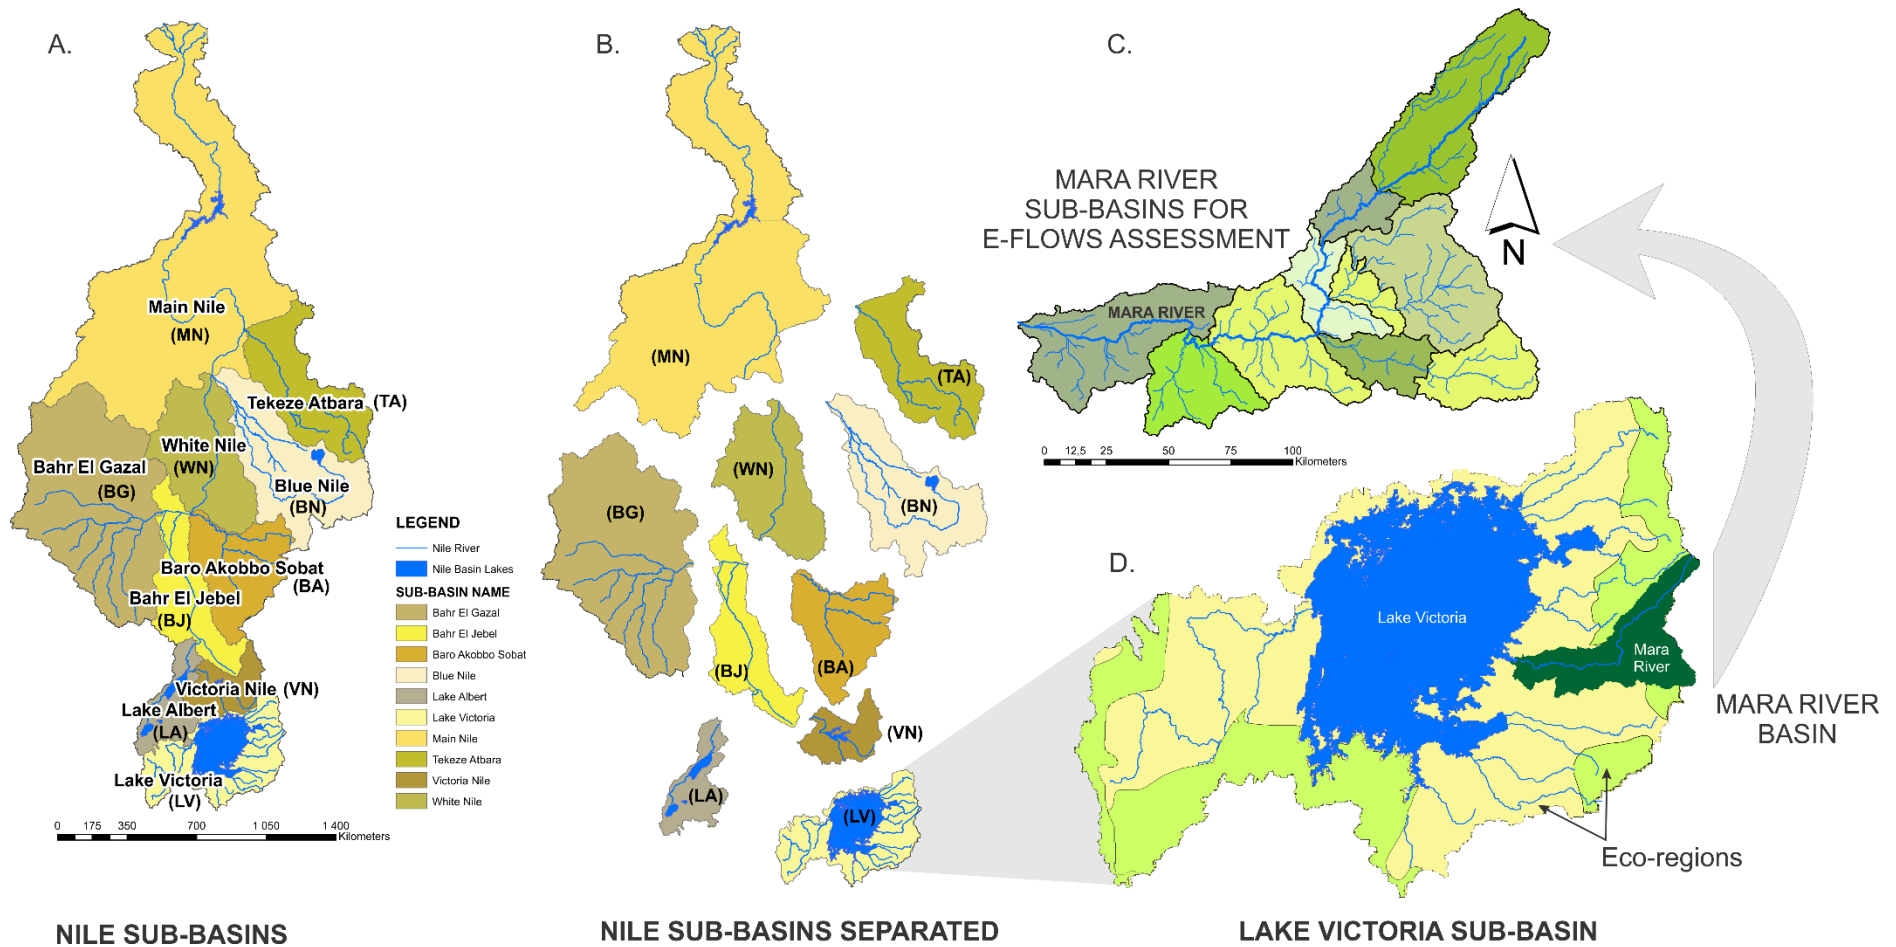 A.
Main Nile
(MN)
Tekeze Atbara (TA)
White Nile
(WN)
Bahr El Gazal
(BG)
Blue Nile
(BN)
Baro Akobbo Sobat
(BA)
Bahr El Jebel
(BJ)
Victoria Nile (VN)
Lake Albert
(LA)
Lake Victoria
(LV)
0 175 350 700 1 050 1 400
Kilometers
NILE SUB-BASINS
LEGEND
Nile River
Nile Basin Lakes
SUB-BASIN NAME
Bahr El Gazal
Bahr El Jebel
Baro Akobbo Sobat
Blue Nile
Lake Albert
Lake Victoria
Main Nile
Tekeze Atbara
Victoria Nile
White Nile
B.
(MN)
(TA)
(WN)
(BG)
(BN)
(BJ)
(BA)
(VN)
(LA)
(LV)
NILE SUB-BASINS SEPARATED
C.
MARA RIVER
SUB-BASINS FOR
E-FLOWS ASSESSMENT
N
MARA RIVER
0 12,5 25 50 75 100
Kilometers
D.
Lake Victoria
Mara
River
MARA RIVER
BASIN
Eco-regions
LAKE VICTORIA SUB-BASIN